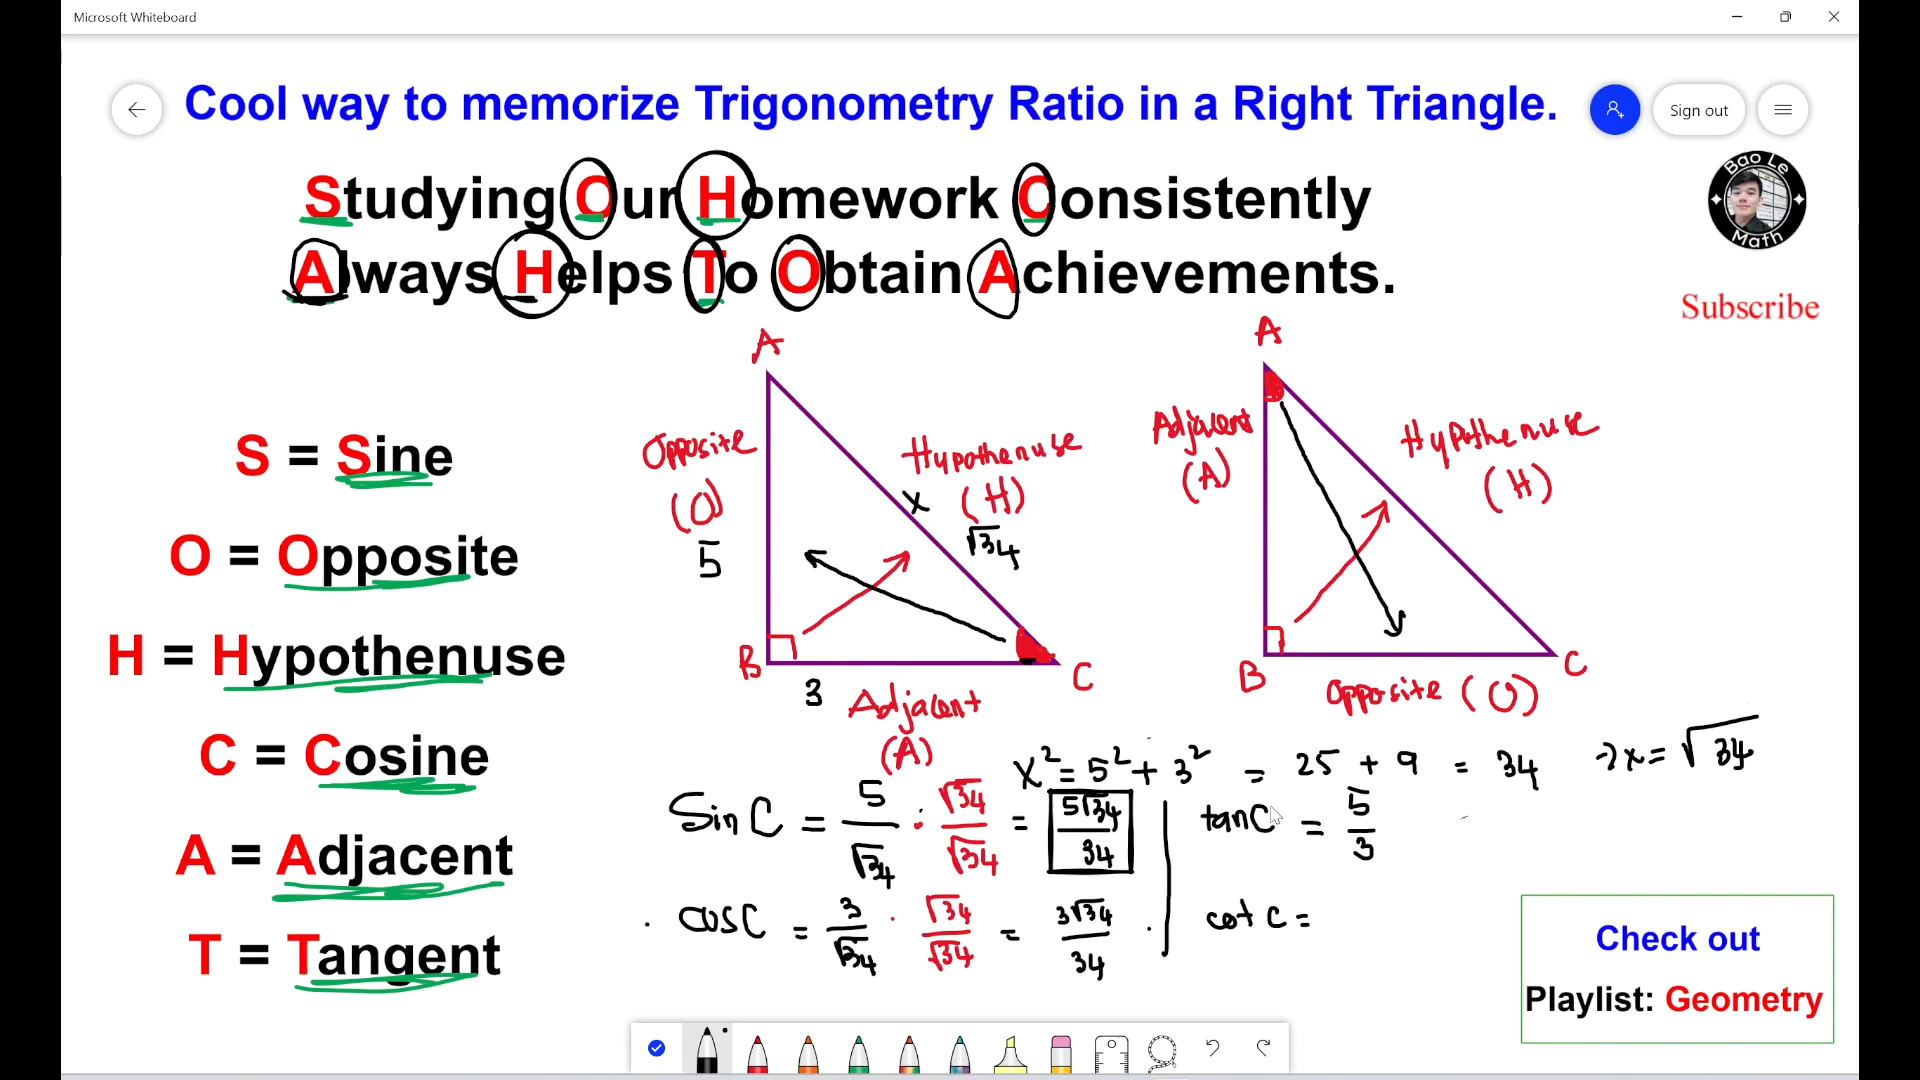 Microsoft Whiteboard
Cool way to memorize Trigonometry Ratio in a Right Triangle.
Sign out
Studying Our Homework Consistently
Always Helps To Obtain Achievements.
Bao Le
Math
Subscribe
S = Sine
O = Opposite
H = Hypothenuse
C = Cosine
A = Adjacent
T = Tangent
A
Opposite
(O)
5
Hypothenuse
x (H)
√34
B
C
3 Adjacent
(A)
A
Adjacent
(A)
Hypothenuse
(H)
B
C
Opposite (O)
x² = 5² + 3² = 25 + 9 = 34 → x = √34
Sin C = 5/√34 · √34/√34 = 5√34/34
cos C = 3/√34 · √34/√34 = 3√34/34
tan C = 5/3
cot C =
Check out
Playlist: Geometry